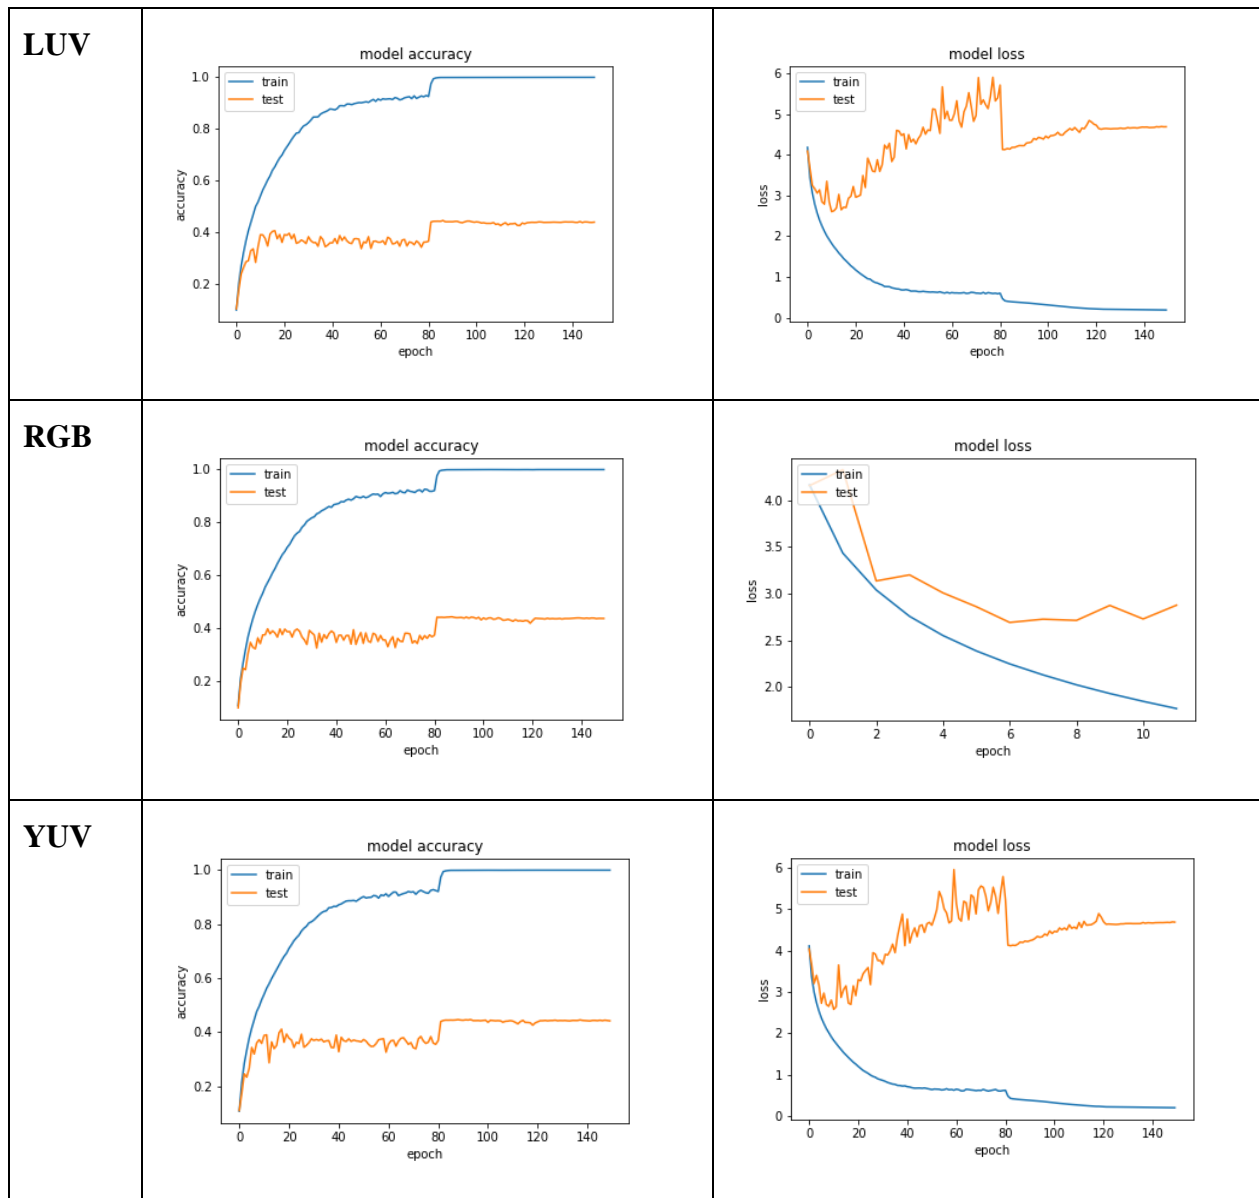 LUV
model accuracy
train
test
1.0
0.8
0.6
0.4
0.2
accuracy
0 20 40 60 80 100 120 140
epoch
model loss
train
test
6
5
4
3
2
1
0
loss
0 20 40 60 80 100 120 140
epoch
RGB
model accuracy
train
test
1.0
0.8
0.6
0.4
0.2
accuracy
0 20 40 60 80 100 120 140
epoch
model loss
train
test
4.0
3.5
3.0
2.5
2.0
loss
0 2 4 6 8 10
epoch
YUV
model accuracy
train
test
1.0
0.8
0.6
0.4
0.2
accuracy
0 20 40 60 80 100 120 140
epoch
model loss
train
test
6
5
4
3
2
1
0
loss
0 20 40 60 80 100 120 140
epoch